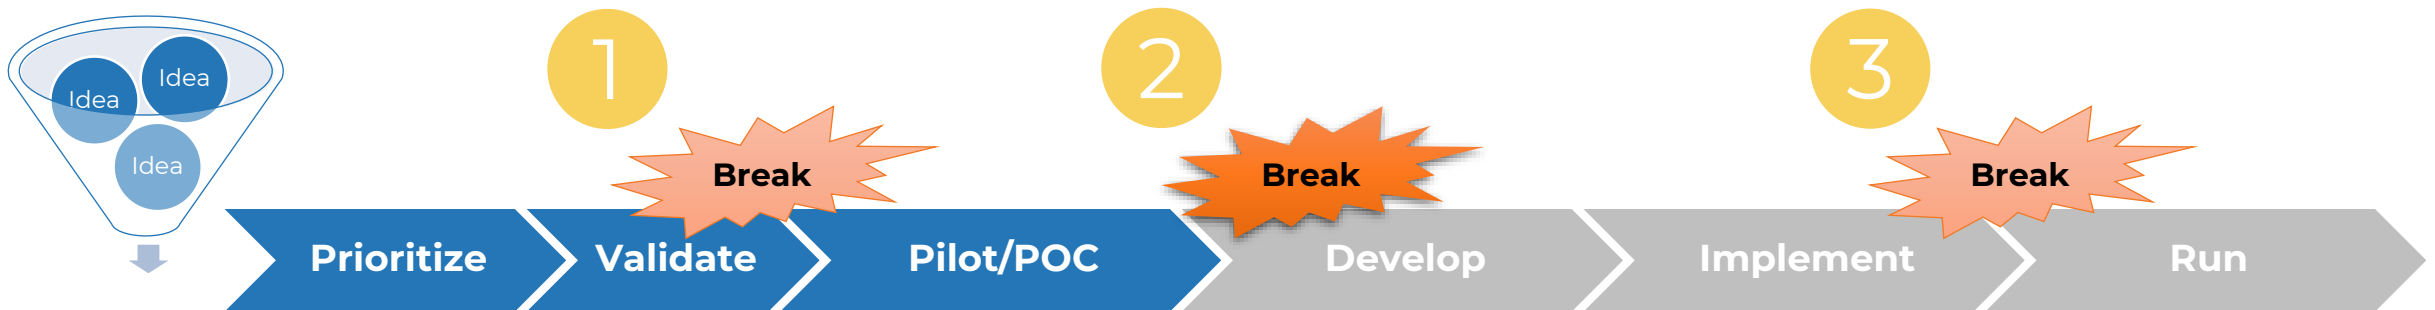 Idea
Idea
Idea
1
2
3
Break
Break
Break
Prioritize
Validate
Pilot/POC
Develop
Implement
Run